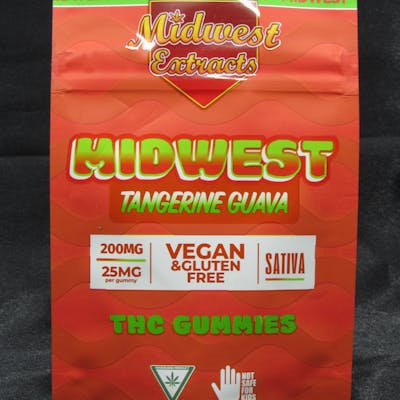 MIDWEST
Midwest
Extracts
MIDWEST
TANGERINE GUAVA
200MG
25MG
per gummy
VEGAN
&GLUTEN
FREE
SATIVA
THC GUMMIES
NOT
SAFE
FOR
KIDS